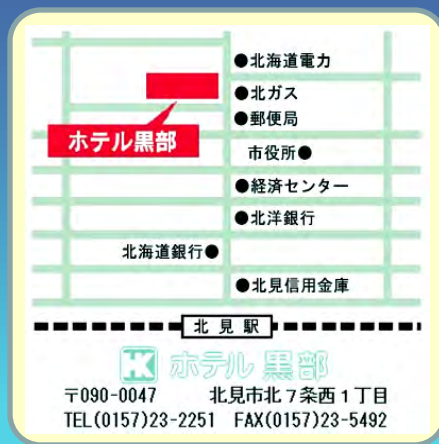 ●北海道電力
●北ガス
●郵便局
ホテル黒部
市役所●
●経済センター
●北洋銀行
北海道銀行●
●北見信用金庫
北見駅
HK ホテル 黒部
〒090-0047 北見市北7条西1丁目
TEL(0157)23-2251 FAX(0157)23-5492